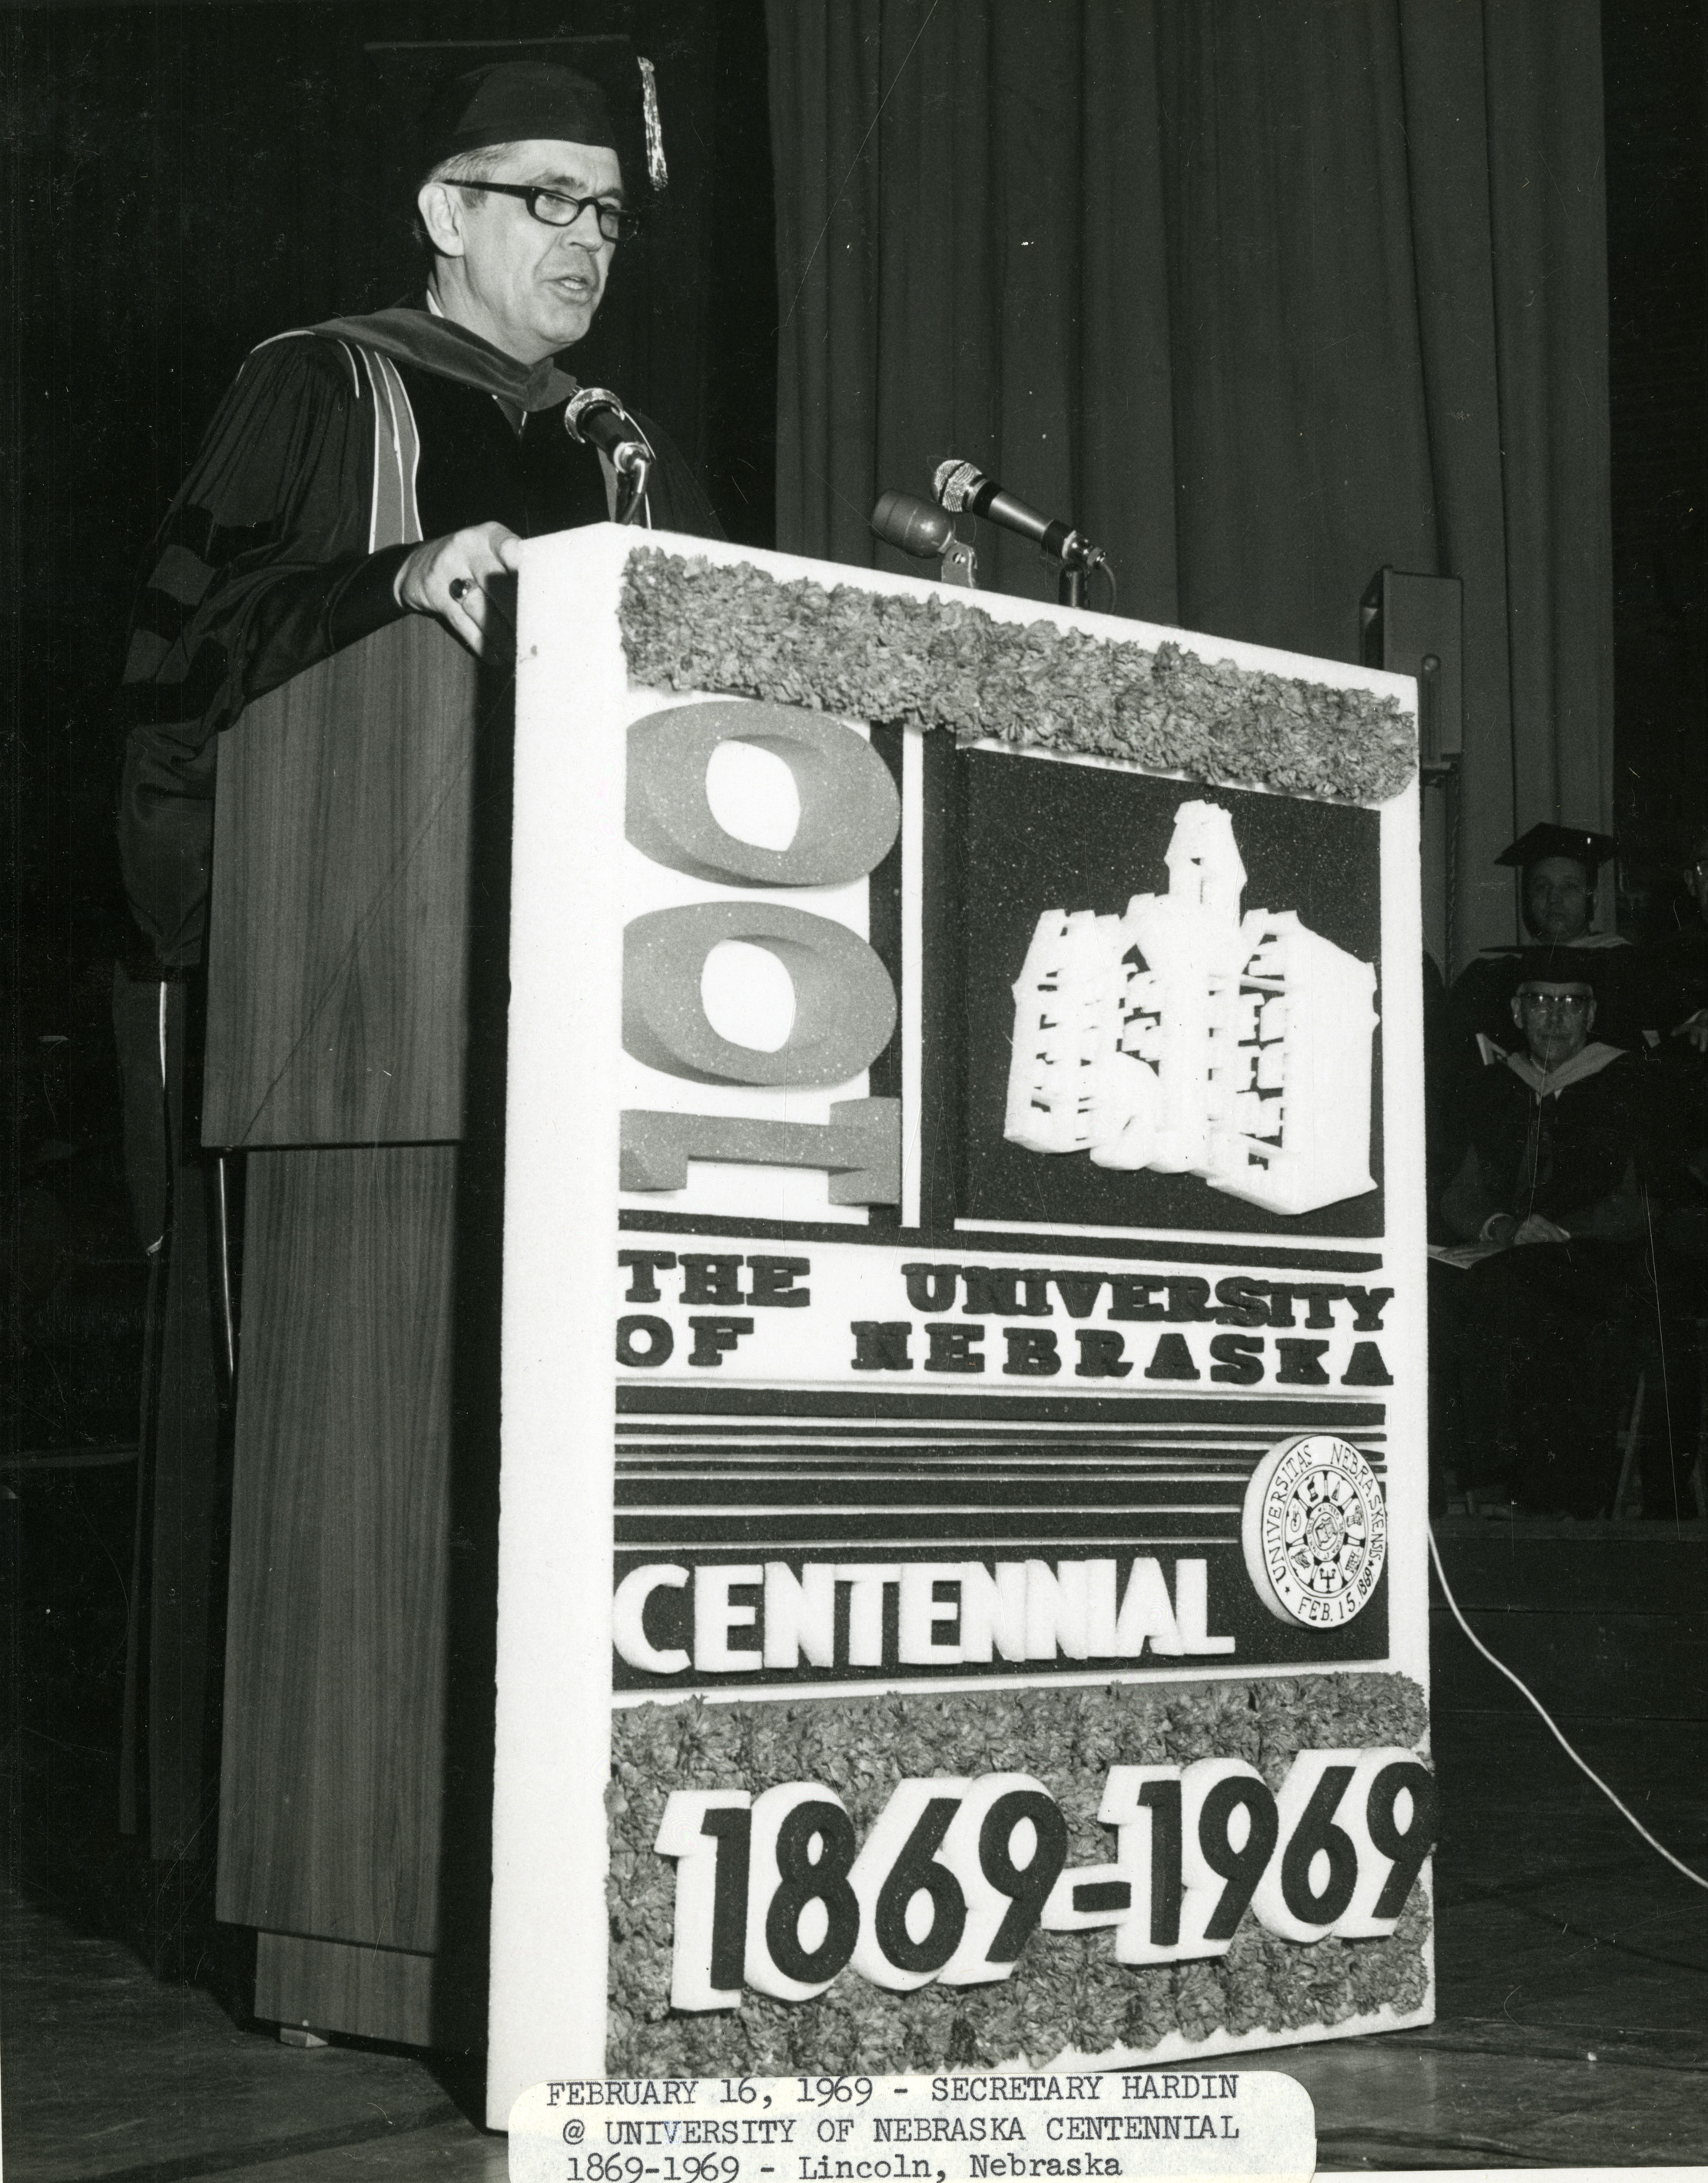 100
THE UNIVERSITY
OF NEBRASKA
UNIVERSITAS NEBRASKENSIS
FEB. 15, 1869
CENTENNIAL
1869-1969
FEBRUARY 16, 1969 - SECRETARY HARDIN
@ UNIVERSITY OF NEBRASKA CENTENNIAL
1869-1969 - Lincoln, Nebraska